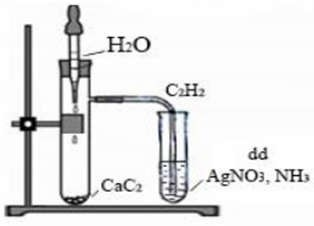 H2O
C2H2
dd
AgNO3, NH3
CaC2